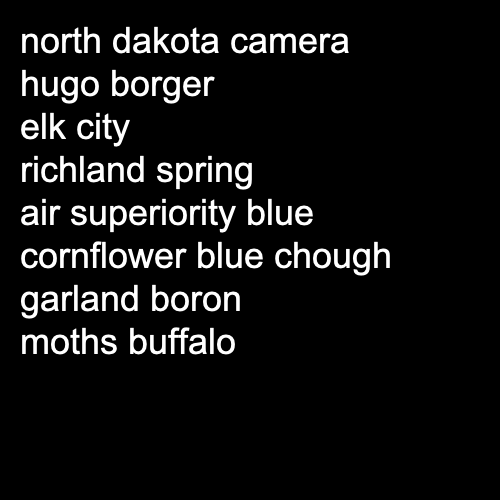 north dakota camera
hugo borger
elk city
richland spring
air superiority blue
cornflower blue chough
garland boron
moths buffalo